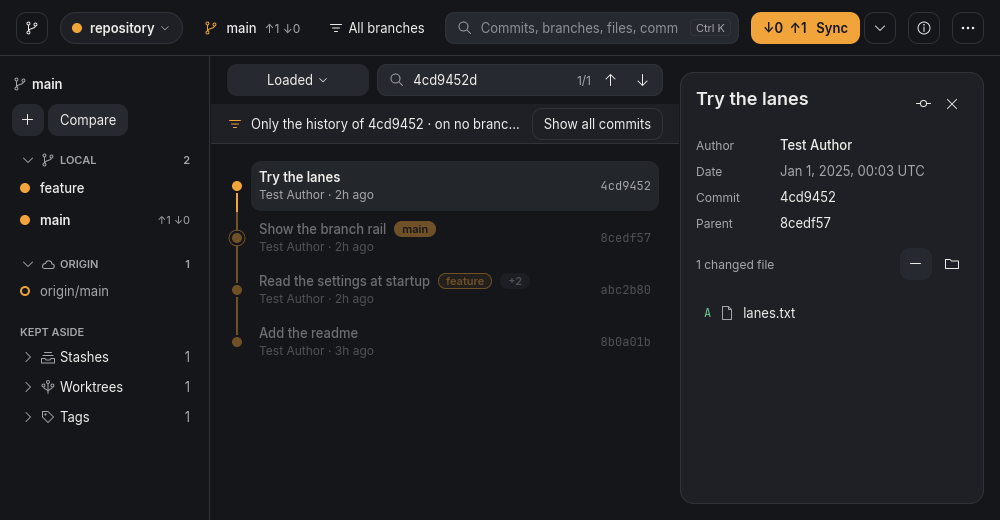 repository
main ↑1 ↓0
All branches
Commits, branches, files, comm Ctrl K
↓0 ↑1 Sync
main
Compare
LOCAL 2
feature
main ↑1 ↓0
ORIGIN 1
origin/main
KEPT ASIDE
Stashes 1
Worktrees 1
Tags 1
Loaded
4cd9452d 1/1
Only the history of 4cd9452 · on no branc... Show all commits
Try the lanes
Test Author · 2h ago 4cd9452
Show the branch rail main
Test Author · 2h ago 8cedf57
Read the settings at startup feature +2
Test Author · 2h ago abc2b80
Add the readme
Test Author · 3h ago 8b0a01b
Try the lanes
Author Test Author
Date Jan 1, 2025, 00:03 UTC
Commit 4cd9452
Parent 8cedf57
1 changed file
A lanes.txt